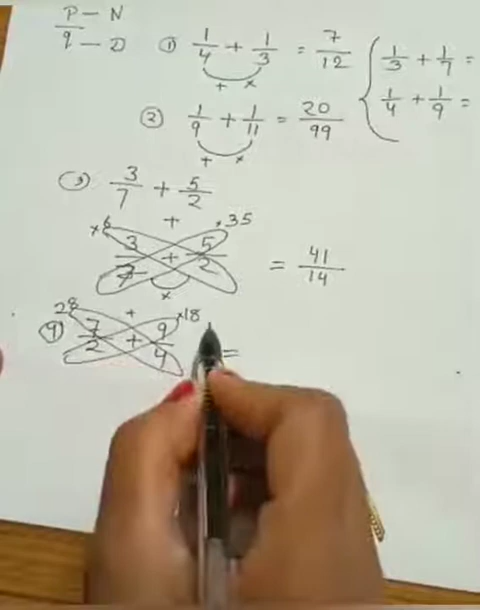 P – N
q – D
① 1/4 + 1/3 = 7/12
+ ×
② 1/9 + 1/11 = 20/99
+ ×
1/3 + 1/7 =
1/4 + 1/9 =
③ 3/7 + 5/2
×6 + ×35
3/7 + 5/2 = 41/14
×
28 + ×18
④ 7/2 + 9/4 =